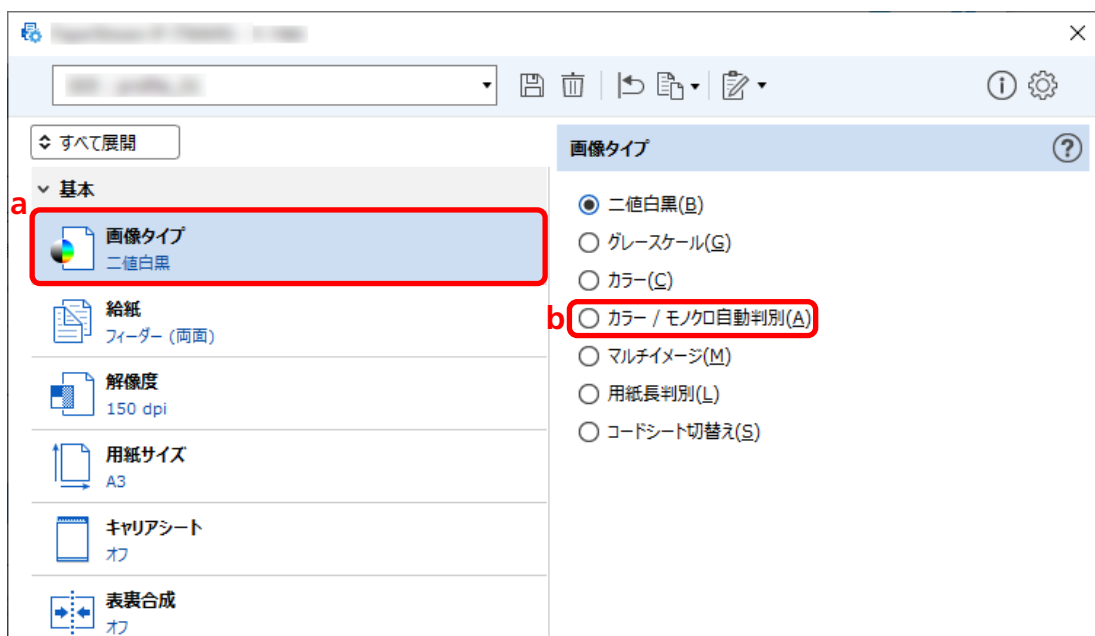 すべて展開
基本
a
画像タイプ
二値白黒
給紙
フィーダー (両面)
解像度
150 dpi
用紙サイズ
A3
キャリアシート
オフ
表裏合成
オフ
画像タイプ
二値白黒(B)
グレースケール(G)
カラー(C)
b
カラー / モノクロ自動判別(A)
マルチイメージ(M)
用紙長判別(L)
コードシート切替え(S)